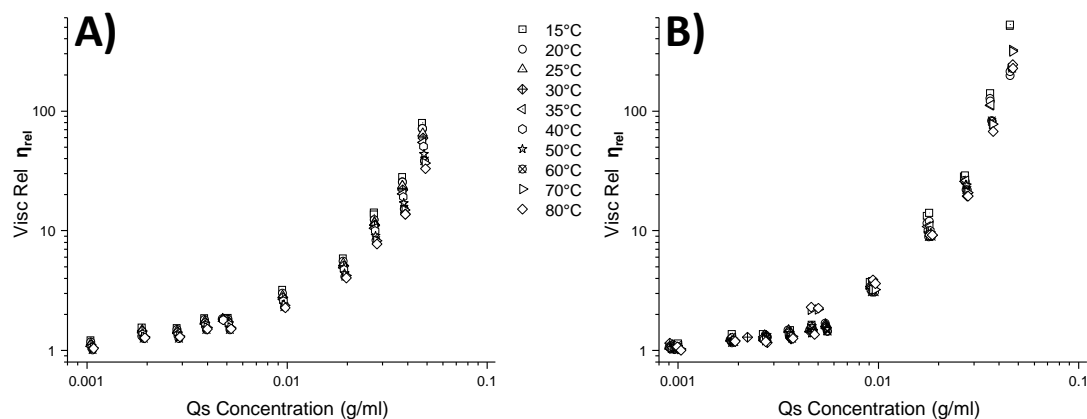 A)
15°C
20°C
25°C
30°C
35°C
40°C
50°C
60°C
70°C
80°C
100
10
1
Visc Rel ηrel
0.001
0.01
0.1
Qs Concentration (g/ml)
B)
100
10
1
Visc Rel ηrel
0.001
0.01
0.1
Qs Concentration (g/ml)